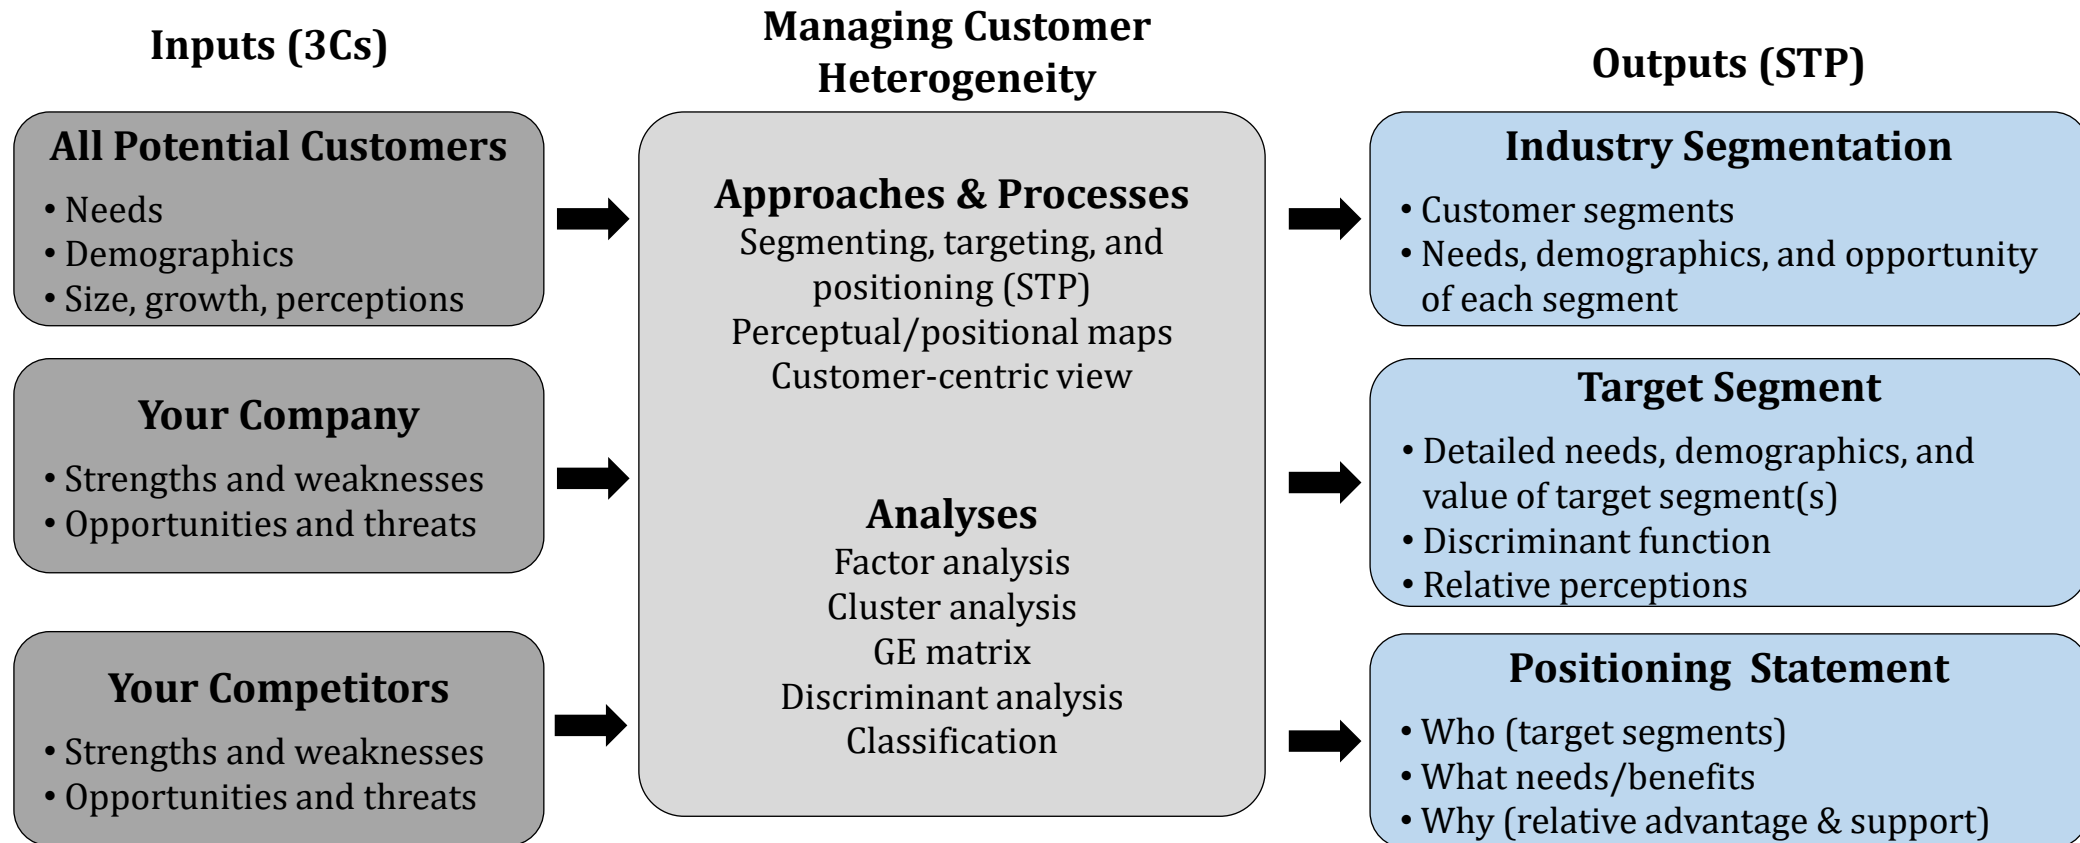 Inputs (3Cs)
All Potential Customers
• Needs
• Demographics
• Size, growth, perceptions
Your Company
• Strengths and weaknesses
• Opportunities and threats
Your Competitors
• Strengths and weaknesses
• Opportunities and threats
Managing Customer
Heterogeneity
Approaches & Processes
Segmenting, targeting, and
positioning (STP)
Perceptual/positional maps
Customer-centric view
Analyses
Factor analysis
Cluster analysis
GE matrix
Discriminant analysis
Classification
Outputs (STP)
Industry Segmentation
• Customer segments
• Needs, demographics, and opportunity
of each segment
Target Segment
• Detailed needs, demographics, and
value of target segment(s)
• Discriminant function
• Relative perceptions
Positioning Statement
• Who (target segments)
• What needs/benefits
• Why (relative advantage & support)